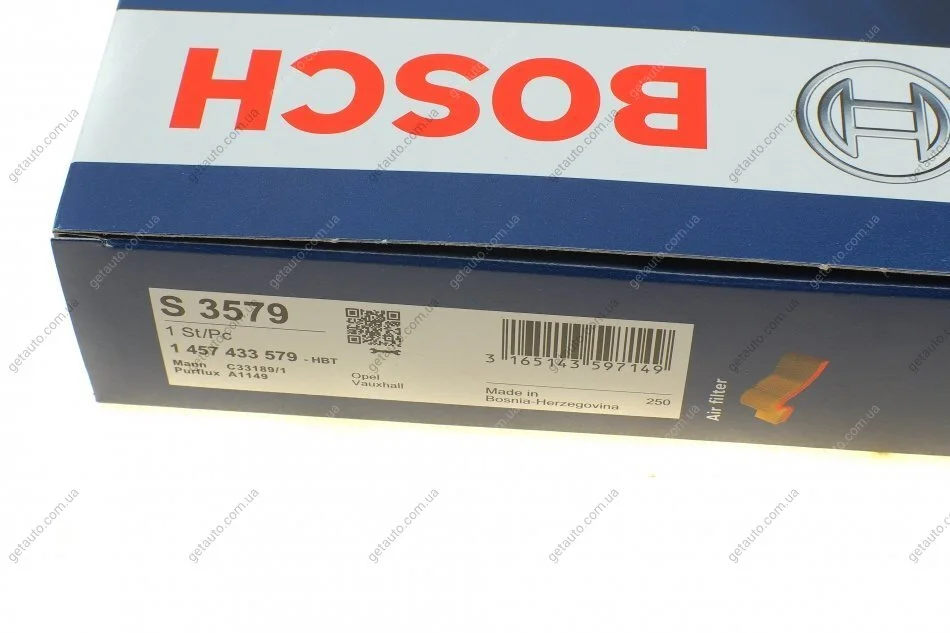 BOSCH
S 3579
1 St/Pc
1 457 433 579 - HBT
Mann C33189/1
Purflux A1149
Opel
Vauxhall
3 165143 597149
Made in
Bosnia-Herzegovina
250
Air filter
getauto.com.ua